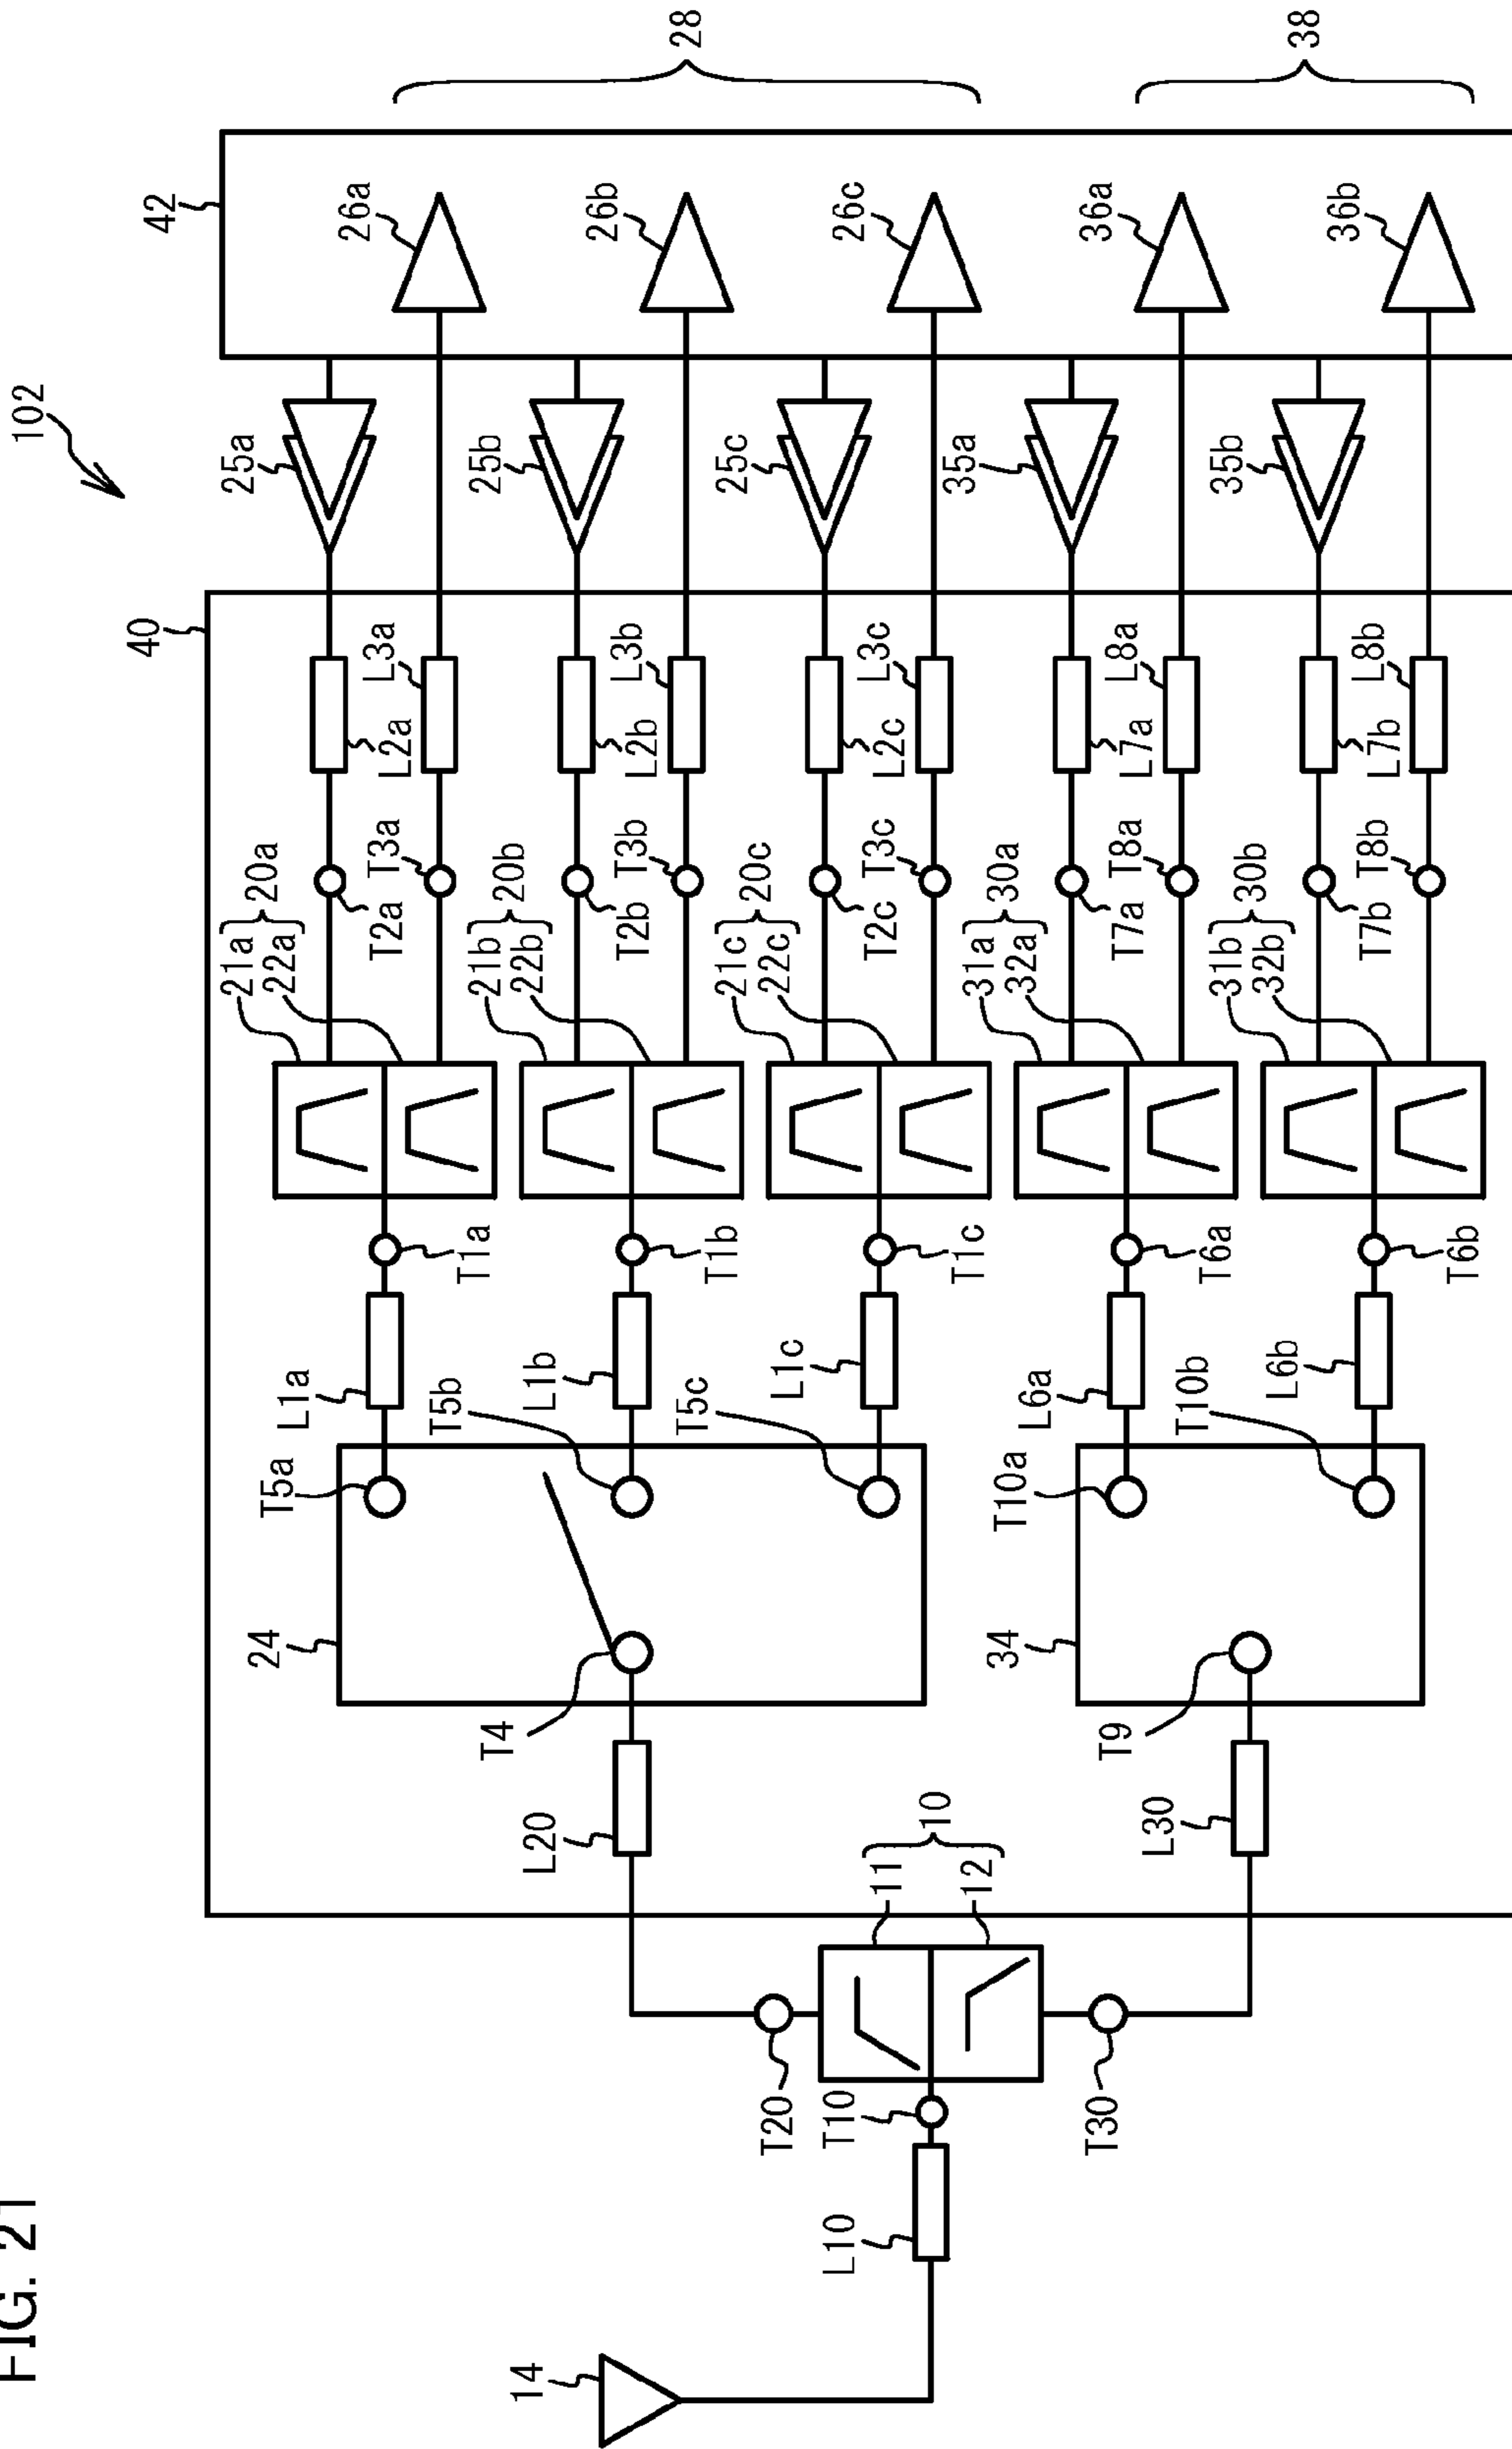 FIG. 21
102
42
40
28
38
26a
26b
26c
36a
36b
25a
25b
25c
35a
35b
L3a
L2a
L3b
L2b
L3c
L2c
L8a
L7a
L8b
L7b
T3a
T2a
T3b
T2b
T3c
T2c
T8a
T7a
T8b
T7b
21a
22a
20a
21b
22b
20b
21c
22c
20c
31a
32a
30a
31b
32b
30b
T1a
T1b
T1c
T6a
T6b
L1a
L1b
L1c
L6a
L6b
T5a
T5b
T5c
T10a
T10b
24
34
T4
T9
L20
L30
11
12
10
T20
T10
T30
L10
14